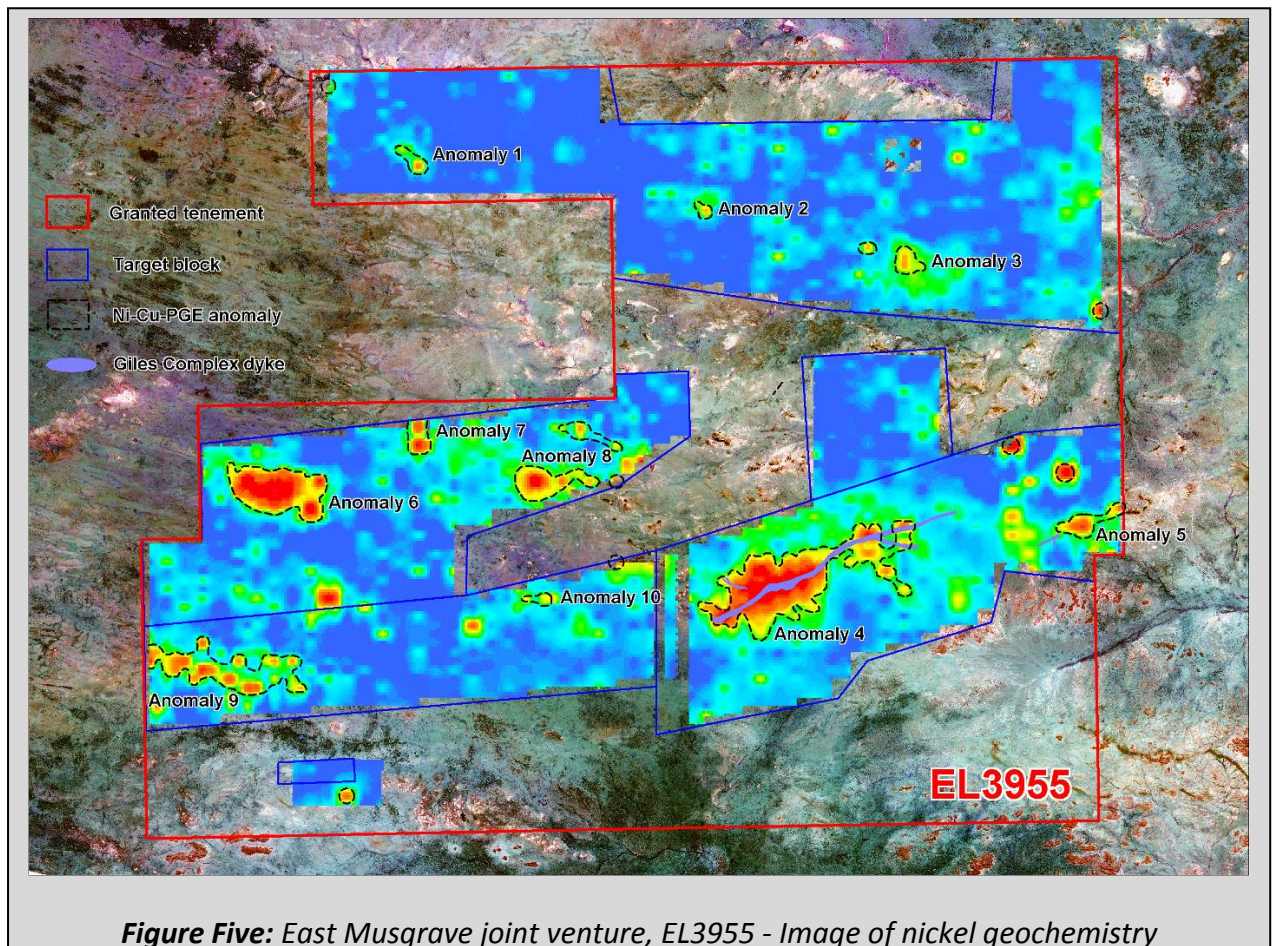 Anomaly 1
Anomaly 2
Anomaly 3
Granted tenement
Target block
Ni-Cu-PGE anomaly
Giles Complex dyke
Anomaly 7
Anomaly 8
Anomaly 6
Anomaly 5
Anomaly 10
Anomaly 4
Anomaly 9
EL3955
Figure Five: East Musgrave joint venture, EL3955 - Image of nickel geochemistry